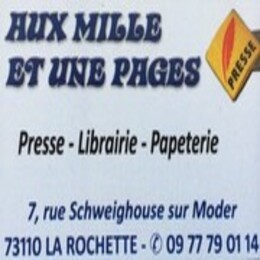 AUX MILLE
ET UNE PAGES
PRESSE
Presse - Librairie - Papeterie
7, rue Schweighouse sur Moder
73110 LA ROCHETTE - ✆ 09 77 79 01 14